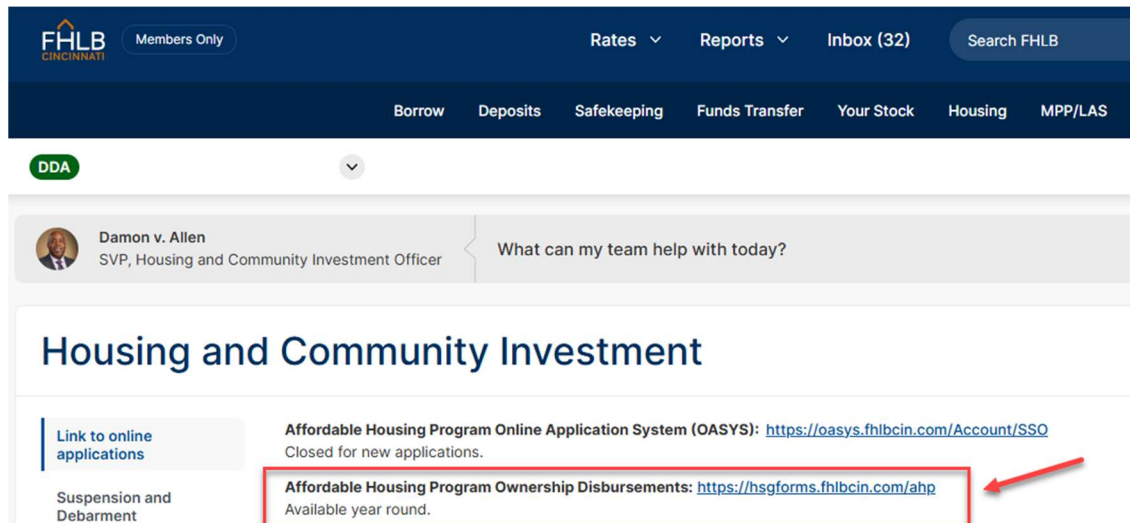 FHLB
CINCINNATI
Members Only
Rates
Reports
Inbox (32)
Search FHLB
Borrow
Deposits
Safekeeping
Funds Transfer
Your Stock
Housing
MPP/LAS
DDA
Damon v. Allen
SVP, Housing and Community Investment Officer
What can my team help with today?
Housing and Community Investment
Link to online
applications
Suspension and
Debarment
Affordable Housing Program Online Application System (OASYS): https://oasys.fhlbcin.com/Account/SSO
Closed for new applications.
Affordable Housing Program Ownership Disbursements: https://hsgforms.fhlbcin.com/ahp
Available year round.